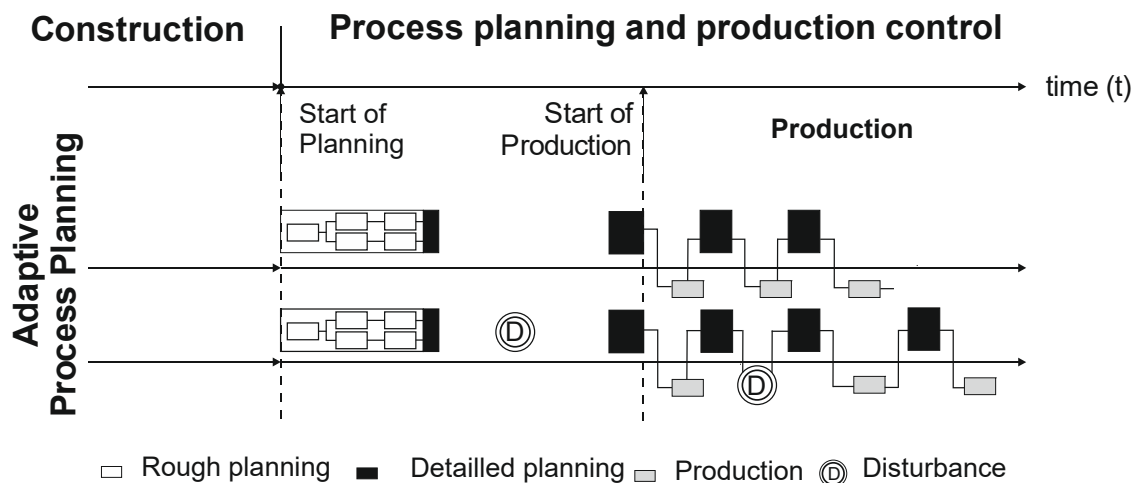 Construction
Process planning and production control
time (t)
Start of
Planning
Start of
Production
Production
Adaptive
Process Planning
D
D
Rough planning
Detailled planning
Production
D Disturbance